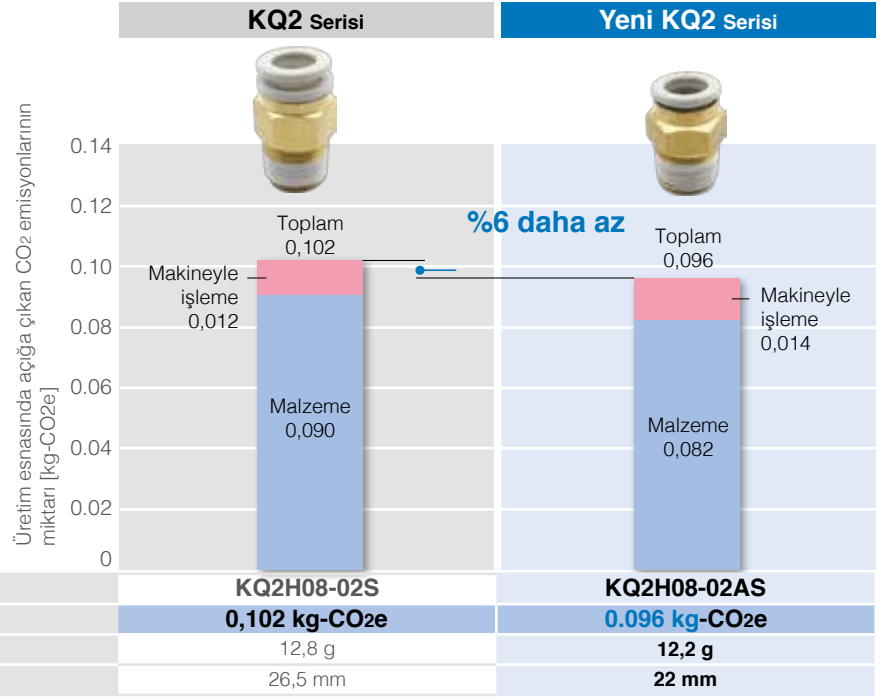 KQ2 Serisi
Yeni KQ2 Serisi
Üretim esnasında açığa çıkan CO2 emisyonlarının
miktarı [kg-CO2e]
0.14
0.12
0.10
0.08
0.06
0.04
0.02
0
Toplam
0,102
Makineyle
işleme
0,012
Malzeme
0,090
%6 daha az
Toplam
0,096
Makineyle
işleme
0,014
Malzeme
0,082
KQ2H08-02S
KQ2H08-02AS
0,102 kg-CO2e
0.096 kg-CO2e
12,8 g
12,2 g
26,5 mm
22 mm